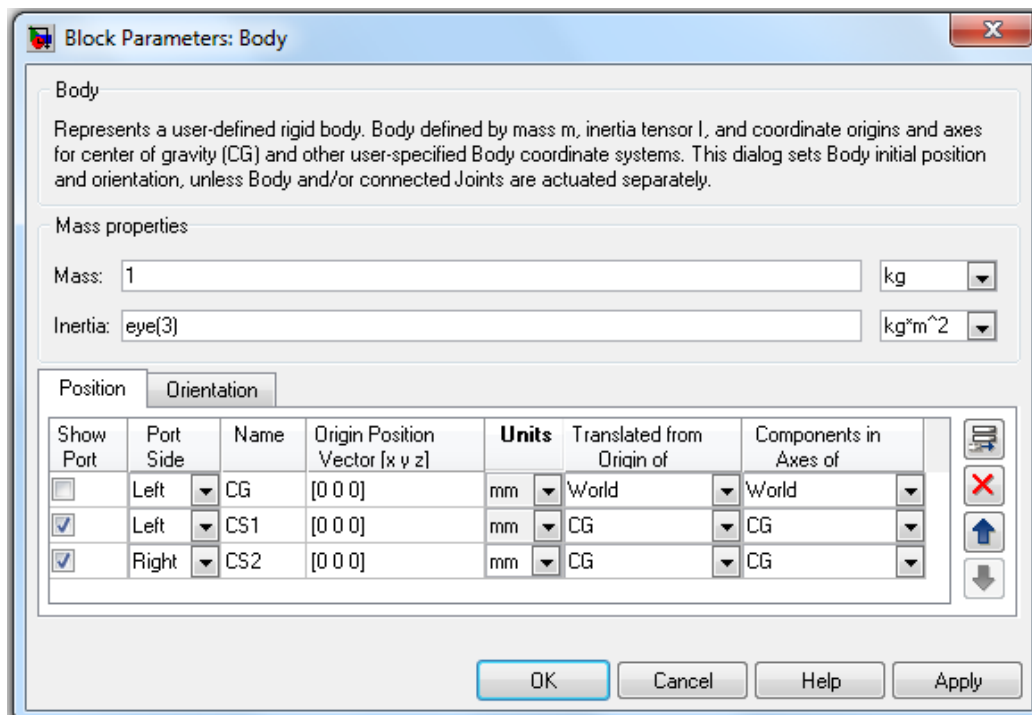 Block Parameters: Body
Body
Represents a user-defined rigid body. Body defined by mass m, inertia tensor I, and coordinate origins and axes
for center of gravity (CG) and other user-specified Body coordinate systems. This dialog sets Body initial position
and orientation, unless Body and/or connected Joints are actuated separately.
Mass properties
Mass: 1 kg
Inertia: eye(3) kg*m^2
Position Orientation
Show Port Name Origin Position Units Translated from Components in
Port Side Vector [x y z] Origin of Axes of
Left CG [0 0 0] mm World World
Left CS1 [0 0 0] mm CG CG
Right CS2 [0 0 0] mm CG CG
OK Cancel Help Apply